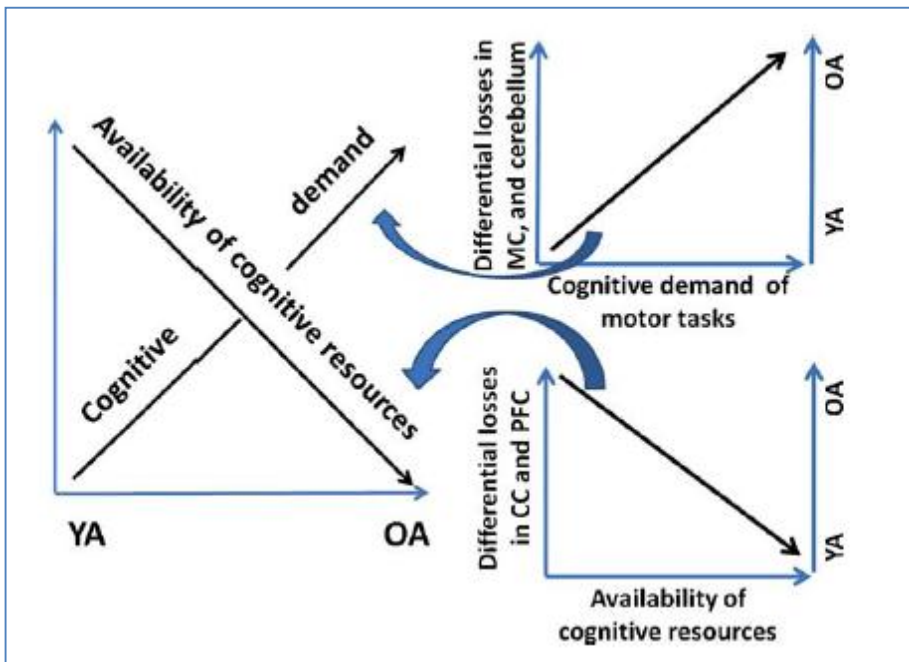 Availability of cognitive resources
Cognitive
demand
YA
OA
Differential losses in
MC, and cerebellum
YA
OA
Cognitive demand of
motor tasks
Differential losses
in CC and PFC
YA
OA
Availability of
cognitive resources